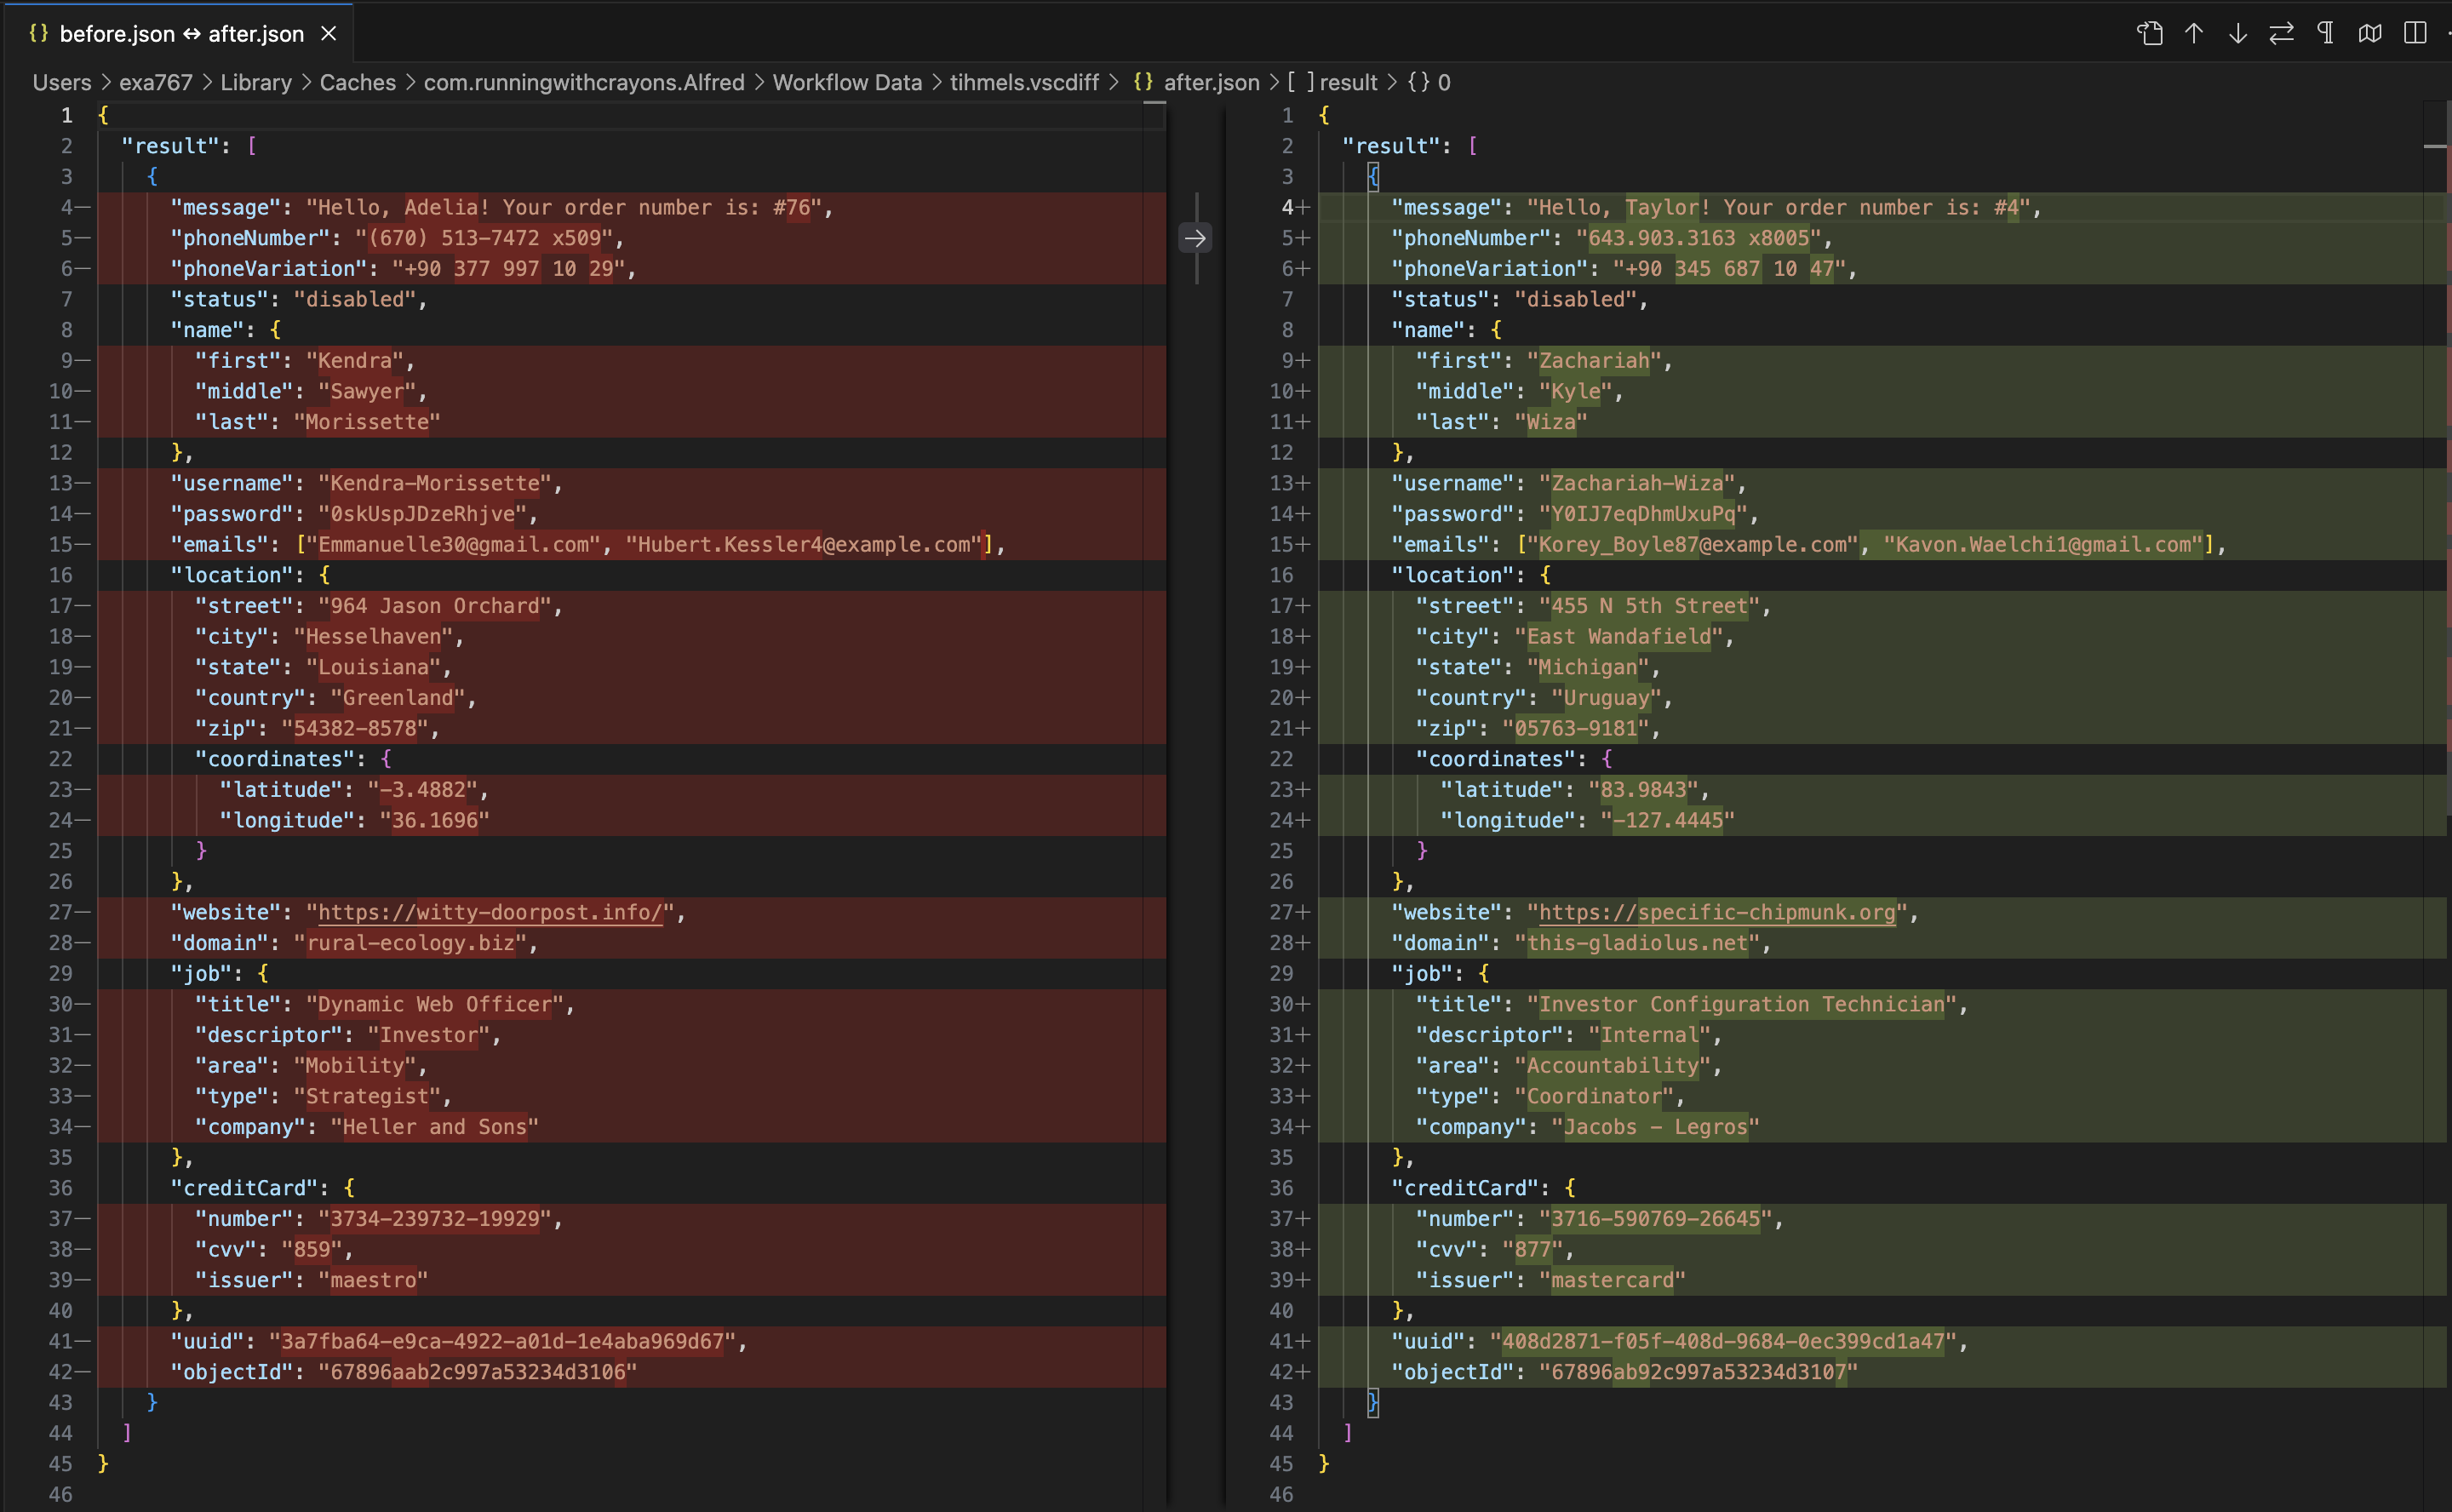 {} before.json ↔ after.json ×
Users > exa767 > Library > Caches > com.runningwithcrayons.Alfred > Workflow Data > tihmels.vscdiff > {} after.json > [ ] result > {} 0
1 {
2 "result": [
3 {
4— "message": "Hello, Adelia! Your order number is: #76",
5— "phoneNumber": "(670) 513-7472 x509",
6— "phoneVariation": "+90 377 997 10 29",
7 "status": "disabled",
8 "name": {
9— "first": "Kendra",
10— "middle": "Sawyer",
11— "last": "Morissette"
12 },
13— "username": "Kendra-Morissette",
14— "password": "0skUspJDzeRhjve",
15— "emails": ["Emmanuelle30@gmail.com", "Hubert.Kessler4@example.com"],
16 "location": {
17— "street": "964 Jason Orchard",
18— "city": "Hesselhaven",
19— "state": "Louisiana",
20— "country": "Greenland",
21— "zip": "54382-8578",
22 "coordinates": {
23— "latitude": "-3.4882",
24— "longitude": "36.1696"
25 }
26 },
27— "website": "https://witty-doorpost.info/",
28— "domain": "rural-ecology.biz",
29 "job": {
30— "title": "Dynamic Web Officer",
31— "descriptor": "Investor",
32— "area": "Mobility",
33— "type": "Strategist",
34— "company": "Heller and Sons"
35 },
36 "creditCard": {
37— "number": "3734-239732-19929",
38— "cvv": "859",
39— "issuer": "maestro"
40 },
41— "uuid": "3a7fba64-e9ca-4922-a01d-1e4aba969d67",
42— "objectId": "67896aab2c997a53234d3106"
43 }
44 ]
45 }
46
1 {
2 "result": [
3 {
4+ "message": "Hello, Taylor! Your order number is: #4",
5+ "phoneNumber": "643.903.3163 x8005",
6+ "phoneVariation": "+90 345 687 10 47",
7 "status": "disabled",
8 "name": {
9+ "first": "Zachariah",
10+ "middle": "Kyle",
11+ "last": "Wiza"
12 },
13+ "username": "Zachariah-Wiza",
14+ "password": "Y0IJ7eqDhmUxuPq",
15+ "emails": ["Korey_Boyle87@example.com", "Kavon.Waelchi1@gmail.com"],
16 "location": {
17+ "street": "455 N 5th Street",
18+ "city": "East Wandafield",
19+ "state": "Michigan",
20+ "country": "Uruguay",
21+ "zip": "05763-9181",
22 "coordinates": {
23+ "latitude": "83.9843",
24+ "longitude": "-127.4445"
25 }
26 },
27+ "website": "https://specific-chipmunk.org",
28+ "domain": "this-gladiolus.net",
29 "job": {
30+ "title": "Investor Configuration Technician",
31+ "descriptor": "Internal",
32+ "area": "Accountability",
33+ "type": "Coordinator",
34+ "company": "Jacobs - Legros"
35 },
36 "creditCard": {
37+ "number": "3716-590769-26645",
38+ "cvv": "877",
39+ "issuer": "mastercard"
40 },
41+ "uuid": "408d2871-f05f-408d-9684-0ec399cd1a47",
42+ "objectId": "67896ab92c997a53234d3107"
43 }
44 ]
45 }
46